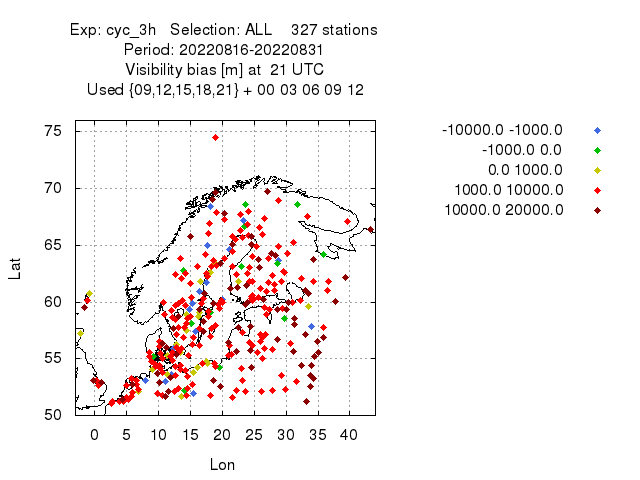 Exp: cyc_3h   Selection: ALL    327 stations
Period: 20220816-20220831
Visibility bias [m] at  21 UTC
Used {09,12,15,18,21} + 00 03 06 09 12
-10000.0 -1000.0
-1000.0 0.0
0.0 1000.0
1000.0 10000.0
10000.0 20000.0
75
70
65
60
55
50
Lat
0 5 10 15 20 25 30 35 40
Lon